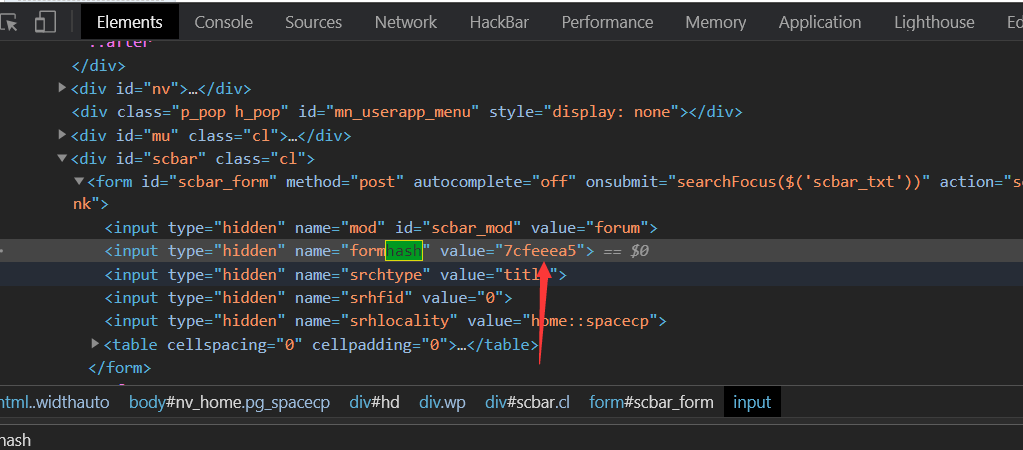 Elements Console Sources Network HackBar Performance Memory Application Lighthouse Ed
::after
</div>
<div id="nv">…</div>
<div class="p_pop h_pop" id="mn_userapp_menu" style="display: none"></div>
<div id="mu" class="cl">…</div>
<div id="scbar" class="cl">
<form id="scbar_form" method="post" autocomplete="off" onsubmit="searchFocus($('scbar_txt'))" action="se
nk">
<input type="hidden" name="mod" id="scbar_mod" value="forum">
<input type="hidden" name="formhash" value="7cfeeea5"> == $0
<input type="hidden" name="srchtype" value="title">
<input type="hidden" name="srhfid" value="0">
<input type="hidden" name="srhlocality" value="home::spacecp">
<table cellspacing="0" cellpadding="0">…</table>
</form>
html..widthauto body#nv_home.pg_spacecp div#hd div.wp div#scbar.cl form#scbar_form input
hash